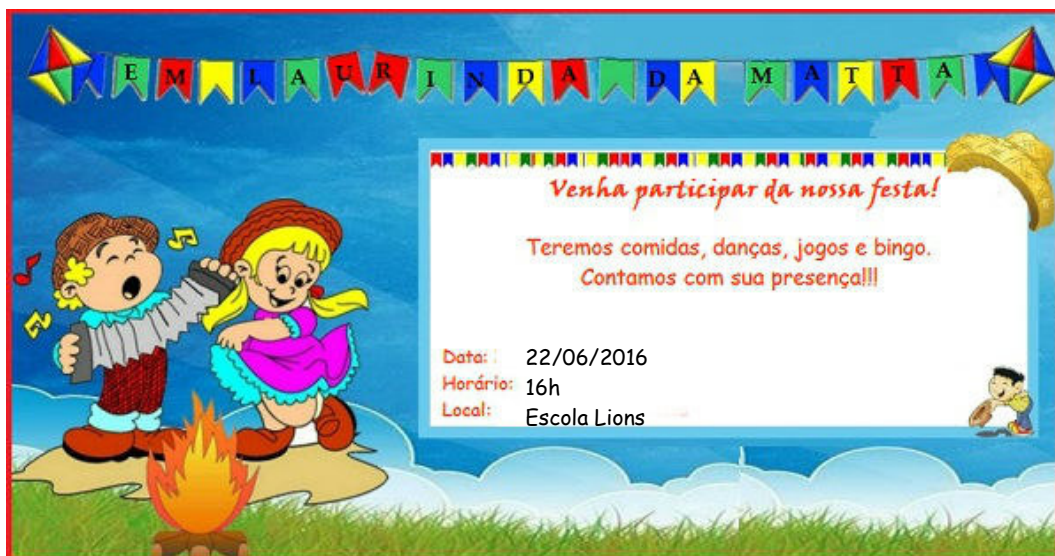 EM LAURINDA DA MATTA
Venha participar da nossa festa!
Teremos comidas, danças, jogos e bingo.
Contamos com sua presença!!!
Data: 22/06/2016
Horário: 16h
Local: Escola Lions